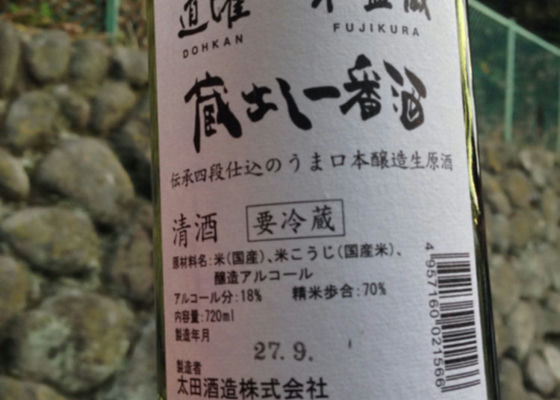 道灌
DOHKAN
FUJIKURA
蔵出し一番酒
伝承四段仕込のうま口本醸造生原酒
清酒 要冷蔵
原材料名:米(国産)、米こうじ(国産米)、
醸造アルコール
アルコール分:18% 精米歩合:70%
内容量:720ml
製造年月
27.9.
製造者
太田酒造株式会社
4957160021566